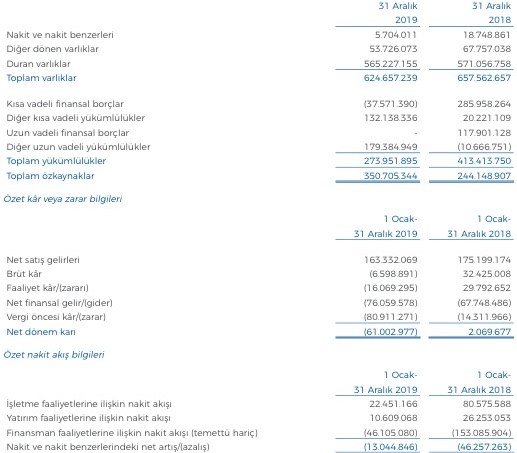 31 Aralık 31 Aralık
2019 2018
Nakit ve nakit benzerleri 5.704.011 18.748.861
Diğer dönen varlıklar 53.726.073 67.757.038
Duran varlıklar 565.227.155 571.056.758
Toplam varlıklar 624.657.239 657.562.657
Kısa vadeli finansal borçlar (37.571.390) 285.958.264
Diğer kısa vadeli yükümlülükler 132.138.336 20.221.109
Uzun vadeli finansal borçlar - 117.901.128
Diğer uzun vadeli yükümlülükler 179.384.949 (10.666.751)
Toplam yükümlülükler 273.951.895 413.413.750
Toplam özkaynaklar 350.705.344 244.148.907
Özet kâr veya zarar bilgileri
1 Ocak- 1 Ocak-
31 Aralık 2019 31 Aralık 2018
Net satış gelirleri 163.332.069 175.199.174
Brüt kâr (6.598.891) 32.425.008
Faaliyet kâr/(zararı) (16.069.295) 29.792.652
Net finansal gelir/(gider) (76.059.578) (67.748.486)
Vergi öncesi kâr/(zarar) (80.911.271) (14.311.966)
Net dönem karı (61.002.977) 2.069.677
Özet nakit akış bilgileri
1 Ocak- 1 Ocak-
31 Aralık 2019 31 Aralık 2018
İşletme faaliyetlerine ilişkin nakit akışı 22.451.166 80.575.588
Yatırım faaliyetlerine ilişkin nakit akışı 10.609.068 26.253.053
Finansman faaliyetlerine ilişkin nakit akışı (temettü hariç) (46.105.080) (153.085.904)
Nakit ve nakit benzerlerindeki net artış/(azalış) (13.044.846) (46.257.263)